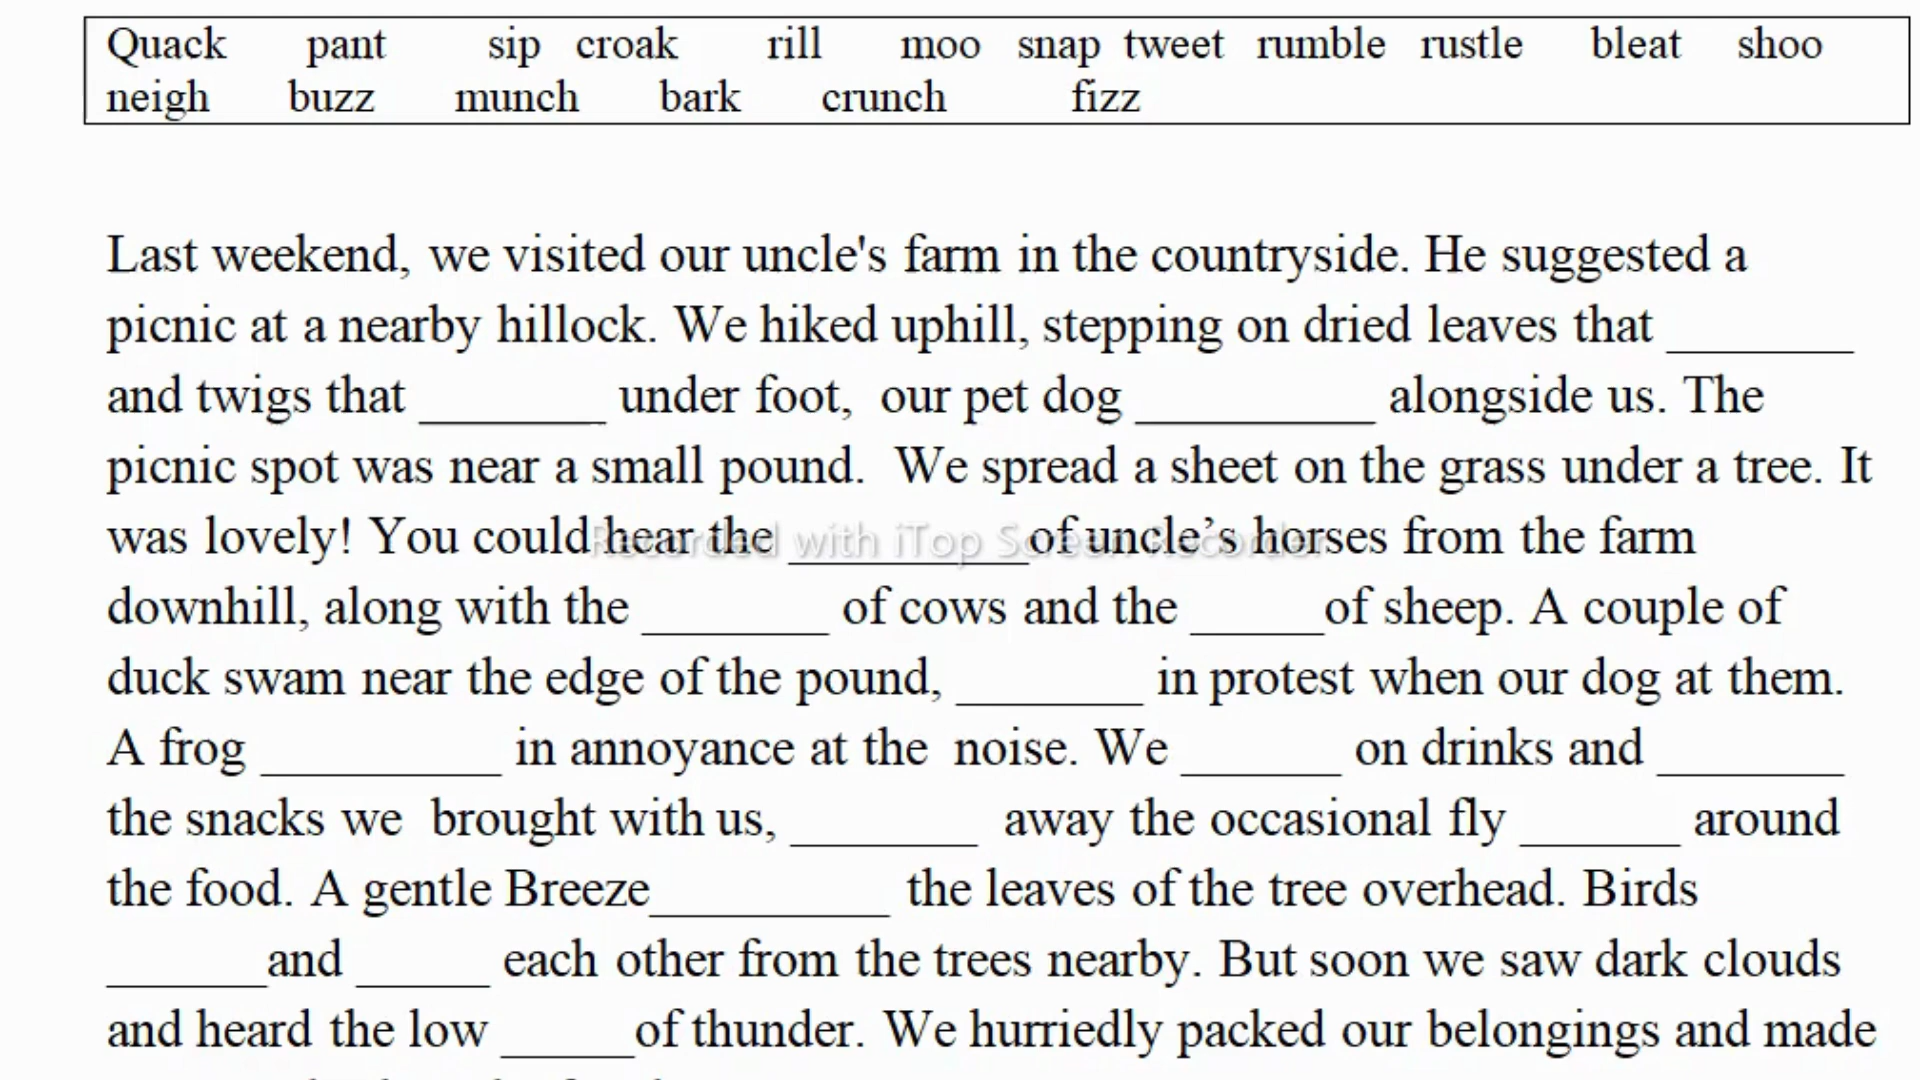 Quack pant sip croak rill moo snap tweet rumble rustle bleat shoo
neigh buzz munch bark crunch fizz
Last weekend, we visited our uncle's farm in the countryside. He suggested a
picnic at a nearby hillock. We hiked uphill, stepping on dried leaves that _______
and twigs that _______ under foot, our pet dog _________ alongside us. The
picnic spot was near a small pound. We spread a sheet on the grass under a tree. It
was lovely! You could hear the _________of uncle’s horses from the farm
Recorded with iTop Screen Recorder
downhill, along with the _______ of cows and the _____of sheep. A couple of
duck swam near the edge of the pound, _______ in protest when our dog at them.
A frog _________ in annoyance at the noise. We ______ on drinks and _______
the snacks we brought with us, _______ away the occasional fly ______ around
the food. A gentle Breeze_________ the leaves of the tree overhead. Birds
______and _____ each other from the trees nearby. But soon we saw dark clouds
and heard the low _____of thunder. We hurriedly packed our belongings and made